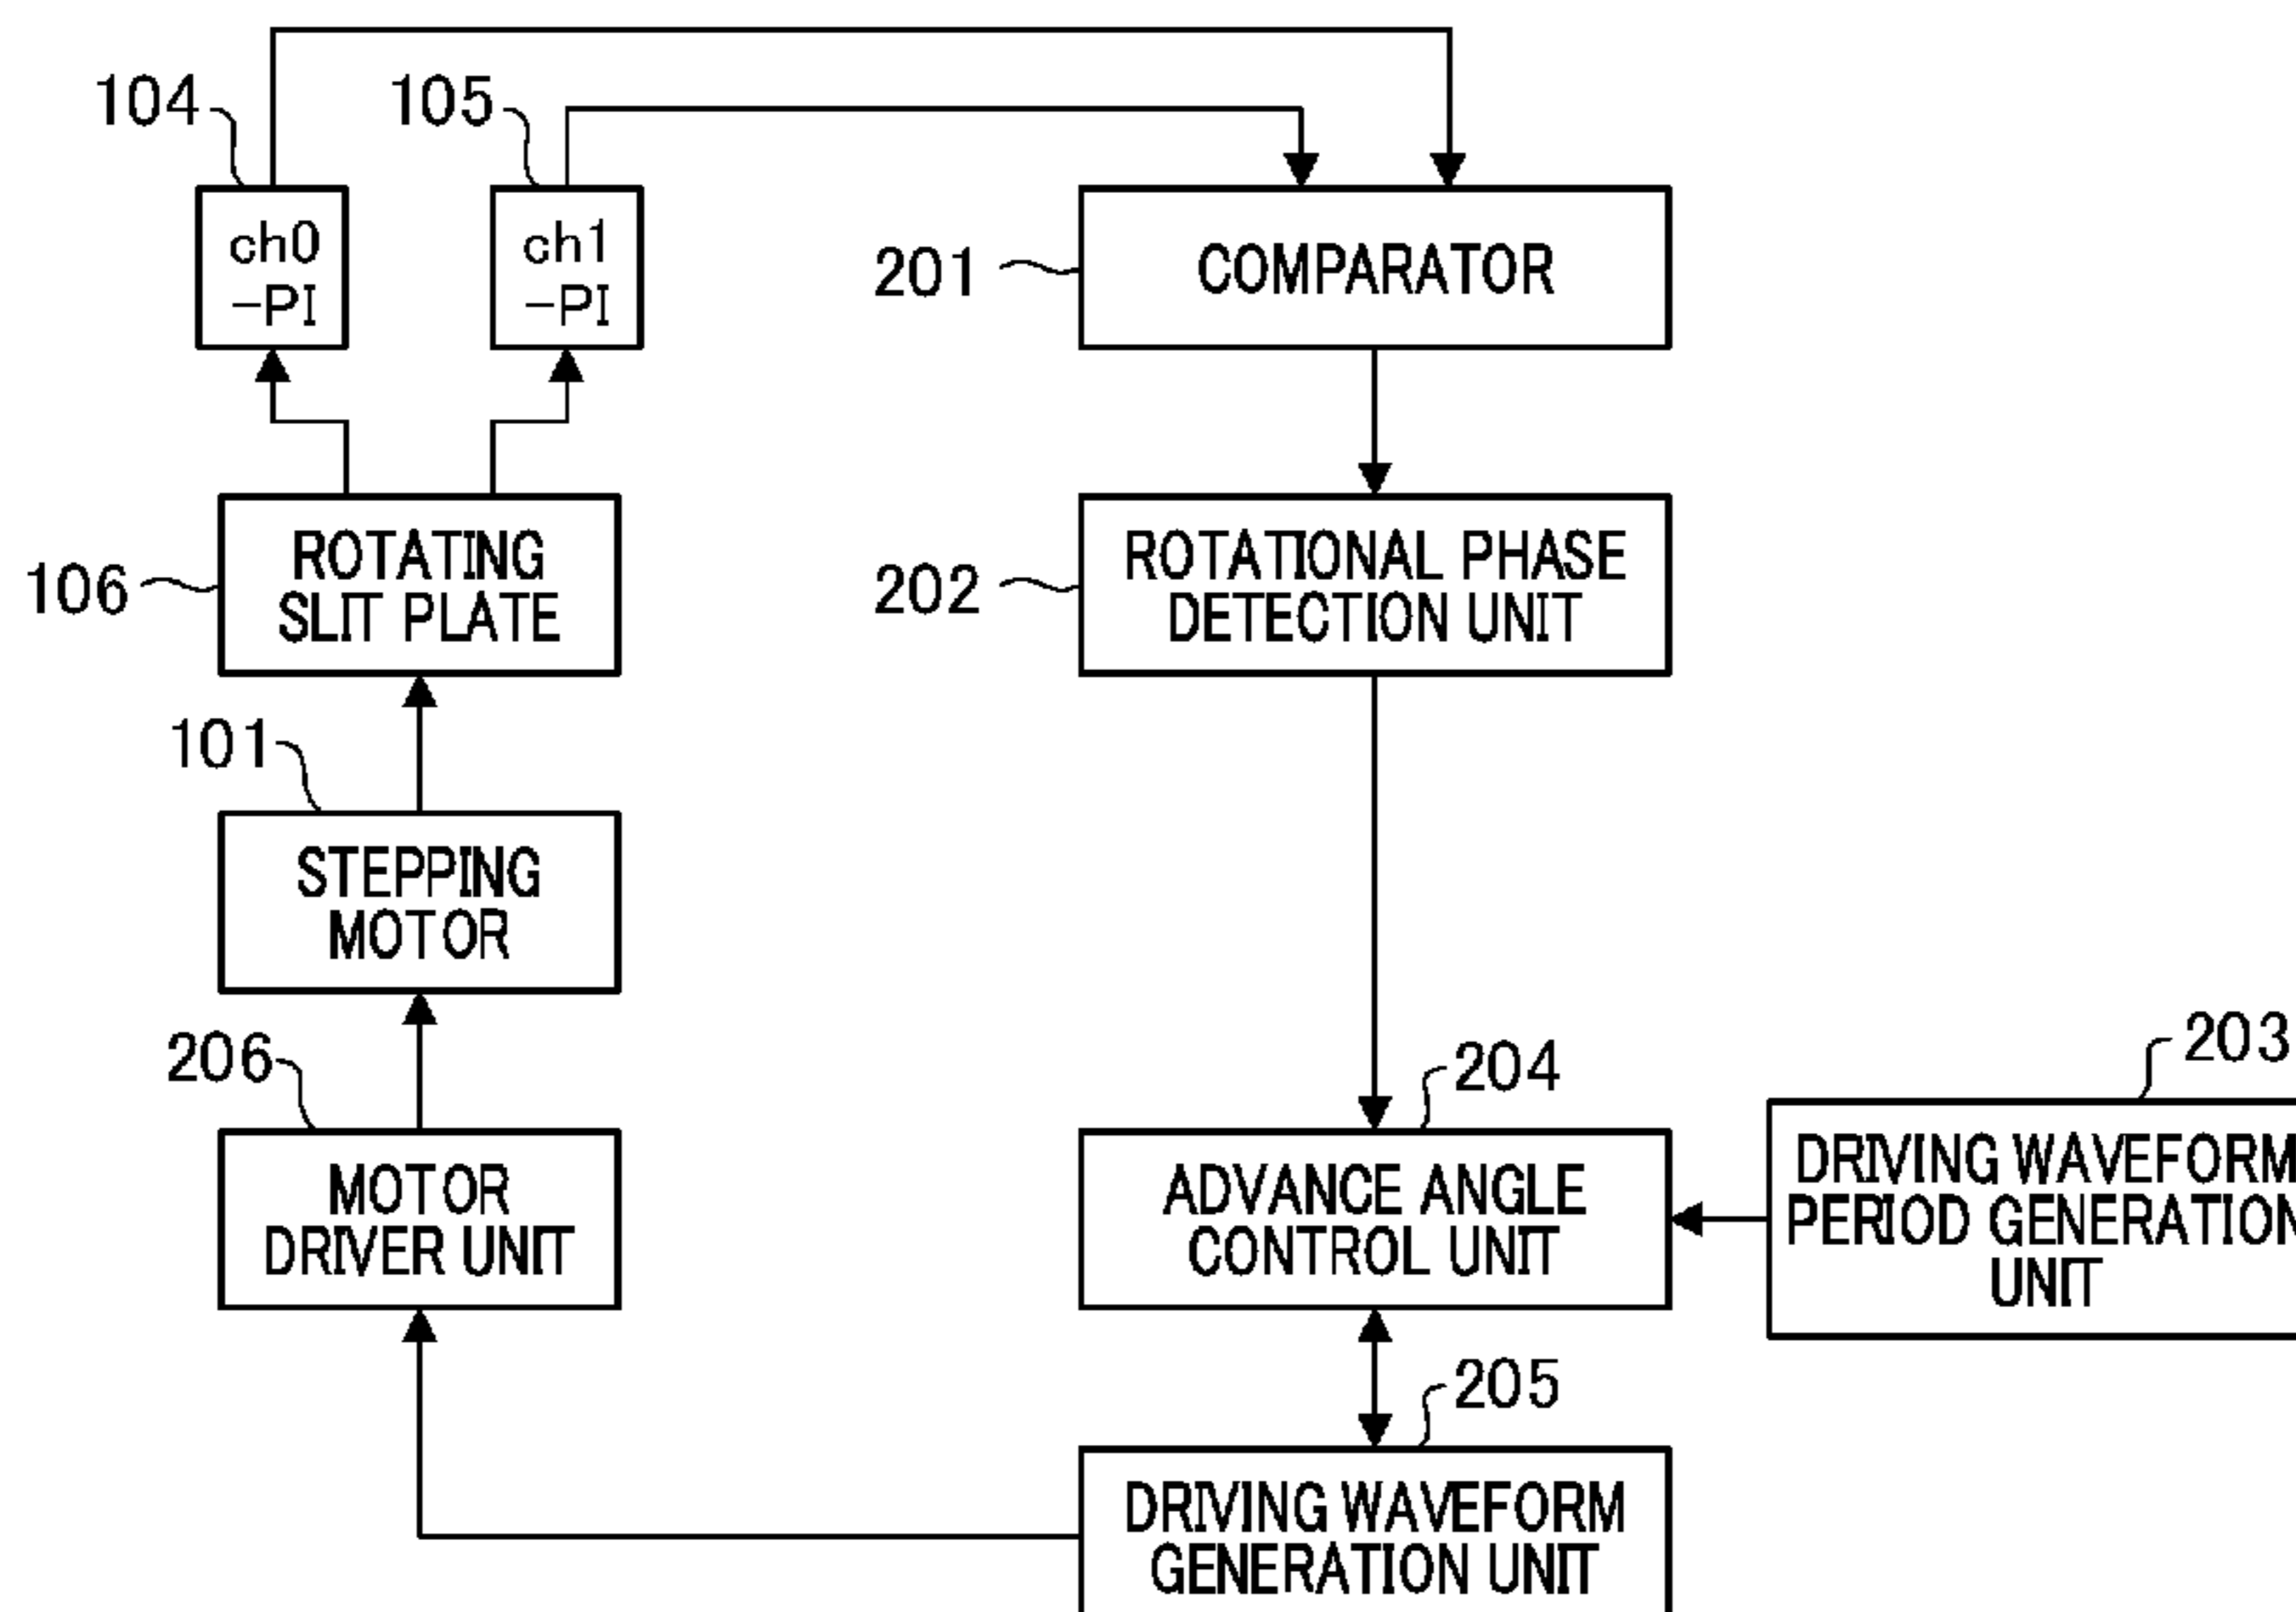 104
105
ch0
-PI
ch1
-PI
201
COMPARATOR
106
ROTATING
SLIT PLATE
202
ROTATIONAL PHASE
DETECTION UNIT
101
STEPPING
MOTOR
206
MOTOR
DRIVER UNIT
204
ADVANCE ANGLE
CONTROL UNIT
203
DRIVING WAVEFORM
PERIOD GENERATION
UNIT
205
DRIVING WAVEFORM
GENERATION UNIT